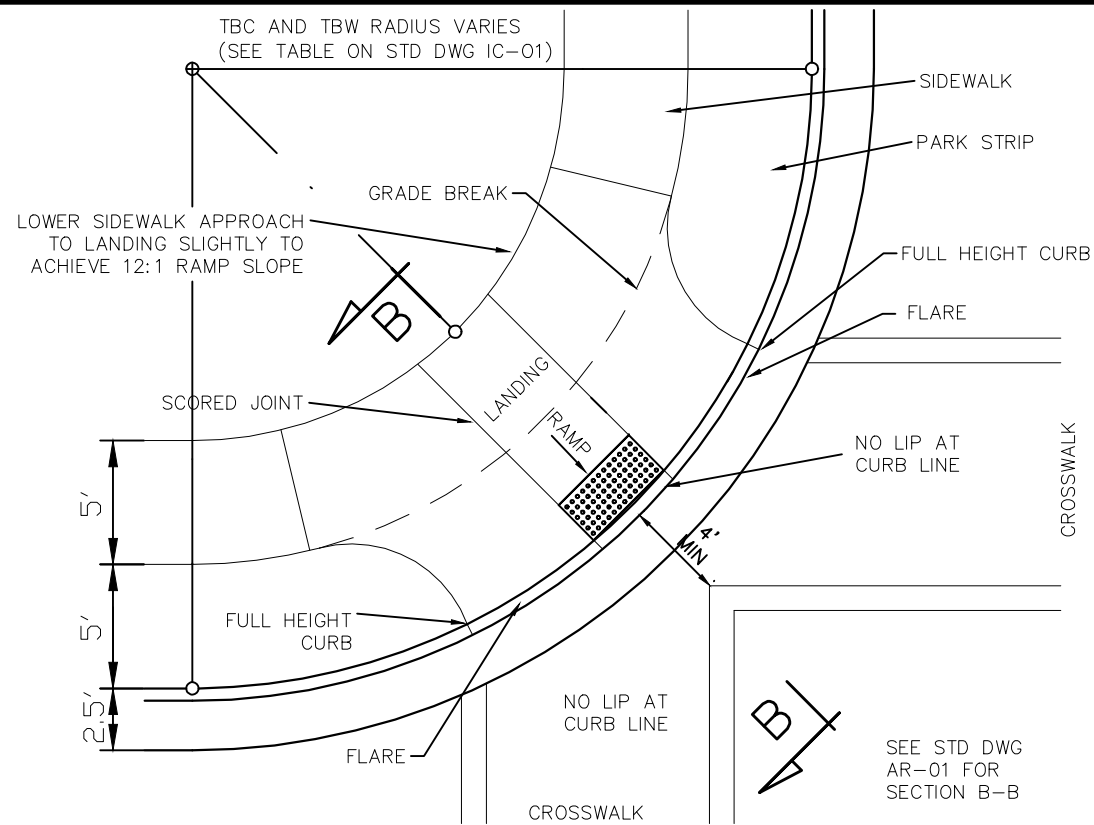 TBC AND TBW RADIUS VARIES
(SEE TABLE ON STD DWG IC-01)
SIDEWALK
PARK STRIP
GRADE BREAK
LOWER SIDEWALK APPROACH
TO LANDING SLIGHTLY TO
ACHIEVE 12:1 RAMP SLOPE
FULL HEIGHT CURB
B
FLARE
LANDING
SCORED JOINT
RAMP
NO LIP AT
CURB LINE
CROSSWALK
5'
4'
MIN
5'
FULL HEIGHT
CURB
2.5'
NO LIP AT
CURB LINE
B
FLARE
SEE STD DWG
AR-01 FOR
SECTION B-B
CROSSWALK